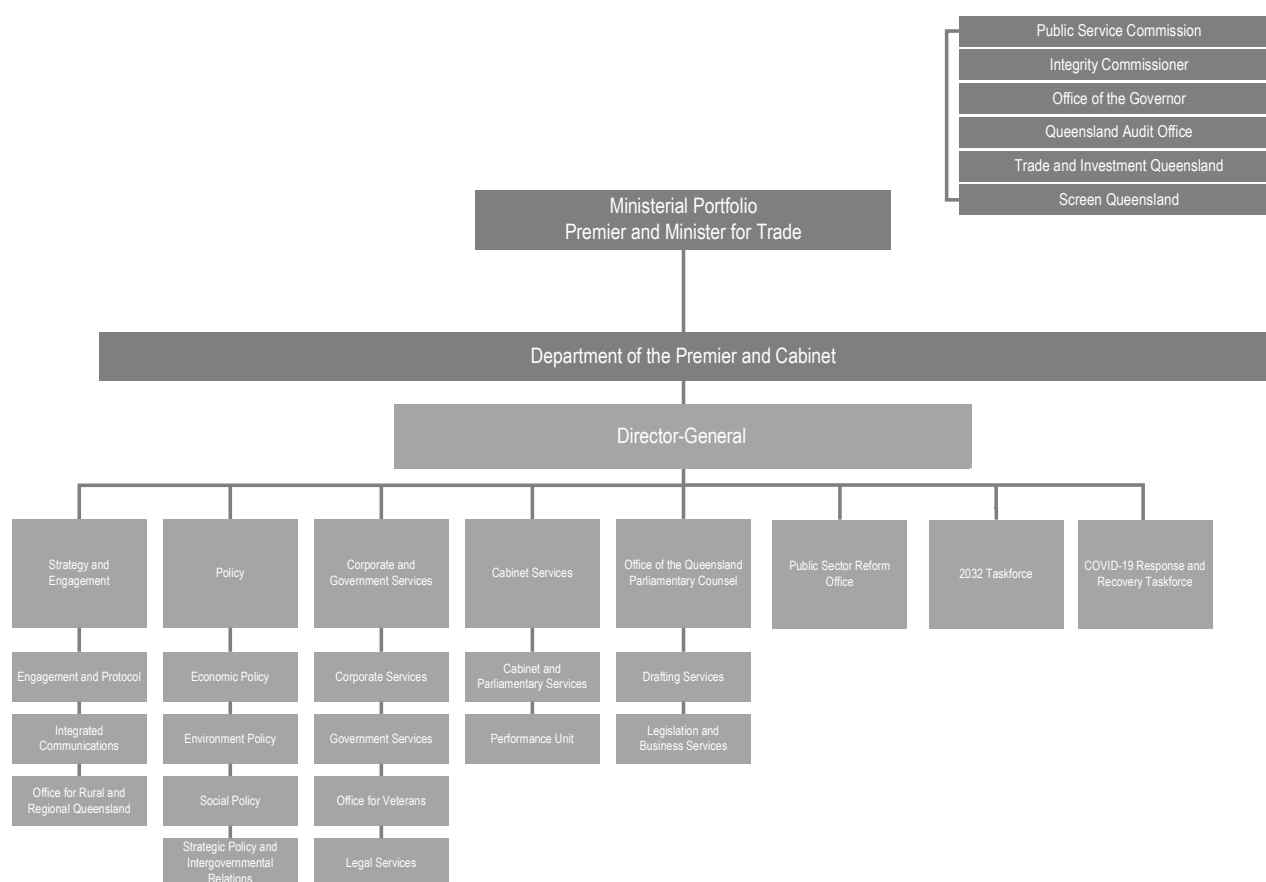 Public Service Commission
Integrity Commissioner
Office of the Governor
Queensland Audit Office
Trade and Investment Queensland
Screen Queensland
Ministerial Portfolio
Premier and Minister for Trade
Department of the Premier and Cabinet
Director-General
Strategy and
Engagement
Policy
Corporate and
Government Services
Cabinet Services
Office of the Queensland
Parliamentary Counsel
Public Sector Reform
Office
2032 Taskforce
COVID-19 Response and
Recovery Taskforce
Engagement and Protocol
Economic Policy
Corporate Services
Cabinet and
Parliamentary Services
Drafting Services
Integrated
Communications
Environment Policy
Government Services
Performance Unit
Legislation and
Business Services
Office for Rural and
Regional Queensland
Social Policy
Office for Veterans
Strategic Policy and
Intergovernmental
Relations
Legal Services